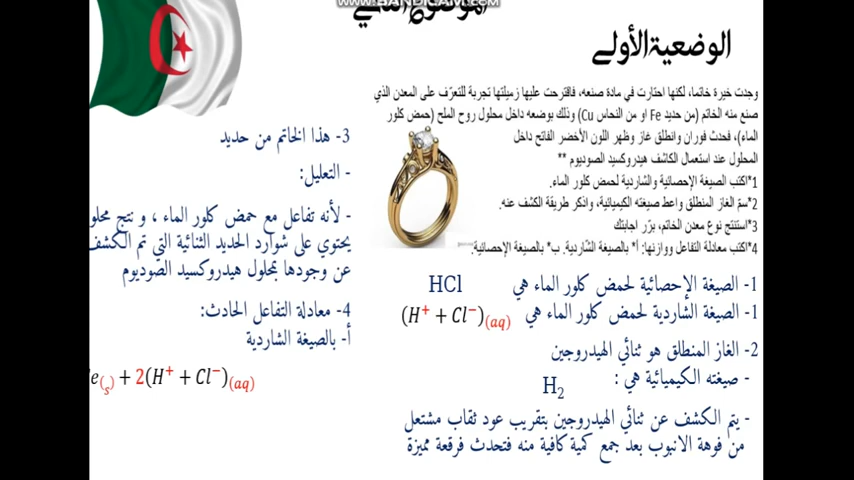 WWW.BANDICAM.COM
الوضعية الأولى
وجدت خيرة خاتما، لكنها احتارت في مادة صنعه، فاقترحت عليها زميلتها تجربة للتعرّف على المعدن الذي
صنع منه الخاتم (من حديد Fe او من النحاس Cu) وذلك بوضعه داخل محلول روح الملح (حمض كلور
الماء)، فحدث فوران وانطلق غاز وظهر اللون الأخضر الفاتح داخل
المحلول عند استعمال الكاشف هيدروكسيد الصوديوم **
1*اكتب الصيغة الإحصائية والشاردية لحمض كلور الماء.
2*سمّ الغاز المنطلق واعط صيغته الكيميائية، واذكر طريقة الكشف عنه.
3*استنتج نوع معدن الخاتم، برّر اجابتك
4*اكتب معادلة التفاعل ووازنها: أ* بالصيغة الشاردية. ب* بالصيغة الإحصائية.
1- الصيغة الإحصائية لحمض كلور الماء هي HCl
1- الصيغة الشاردية لحمض كلور الماء هي (H⁺ + Cl⁻)(aq)
2- الغاز المنطلق هو ثنائي الهيدروجين
- صيغته الكيميائية هي : H₂
- يتم الكشف عن ثنائي الهيدروجين بتقريب عود ثقاب مشتعل
من فوهة الانبوب بعد جمع كمية كافية منه فتحدث فرقعة مميزة
3- هذا الخاتم من حديد
- التعليل:
- لأنه تفاعل مع حمض كلور الماء ، و نتج محلو
يحتوي على شوارد الحديد الثنائية التي تم الكشف
عن وجودها بمحلول هيدروكسيد الصوديوم
4- معادلة التفاعل الحادث:
أ- بالصيغة الشاردية
e(s) + 2(H⁺ + Cl⁻)(aq)